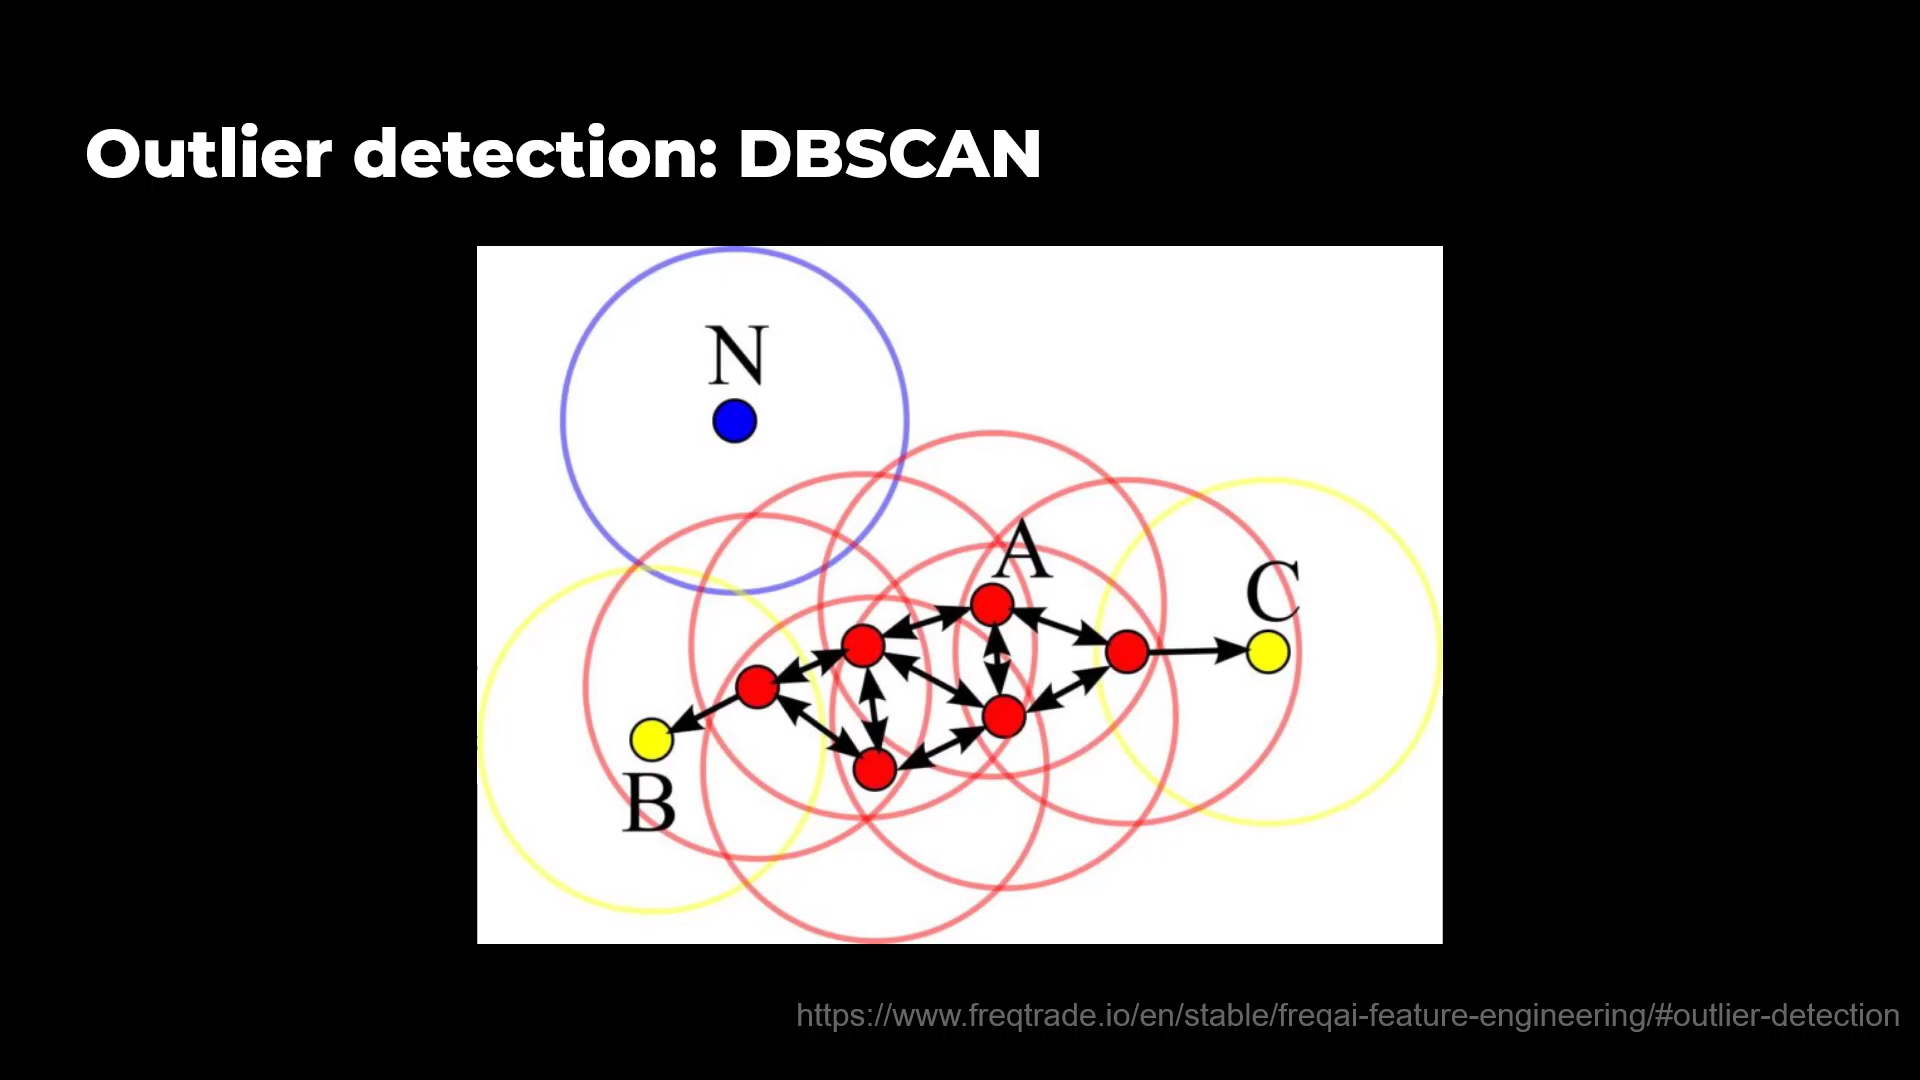 Outlier detection: DBSCAN
N
A
C
B
https://www.freqtrade.io/en/stable/freqai-feature-engineering/#outlier-detection